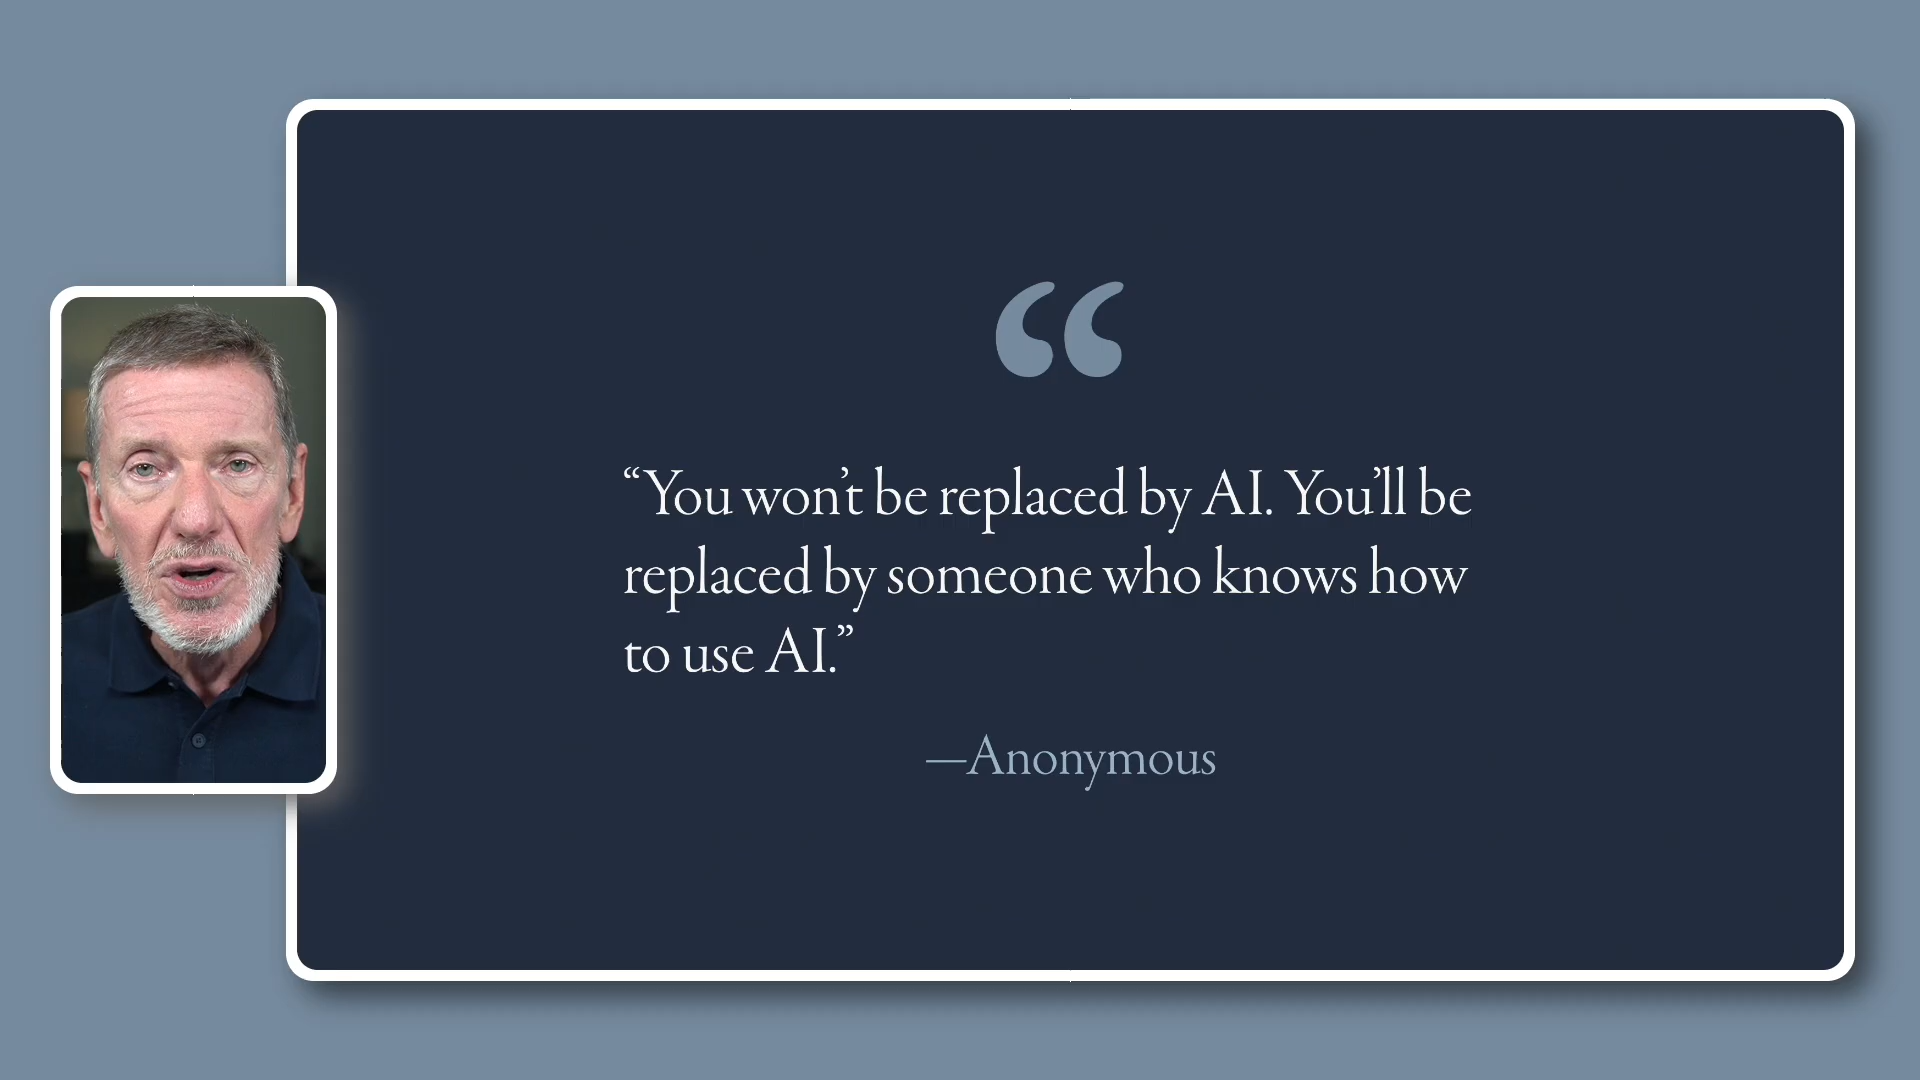 “You won’t be replaced by AI. You’ll be
replaced by someone who knows how
to use AI.”
—Anonymous